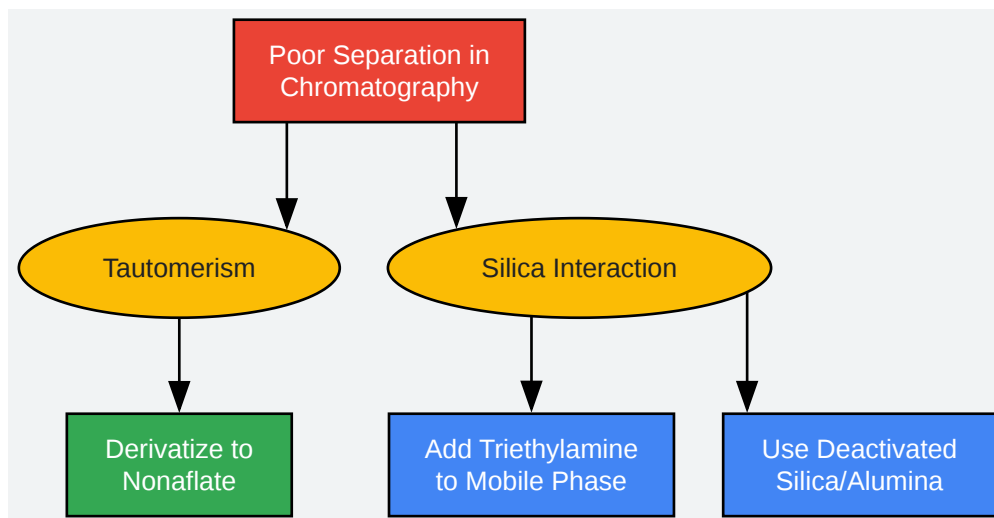 Poor Separation in
Chromatography
Tautomerism
Silica Interaction
Derivatize to
Nonaflate
Add Triethylamine
to Mobile Phase
Use Deactivated
Silica/Alumina